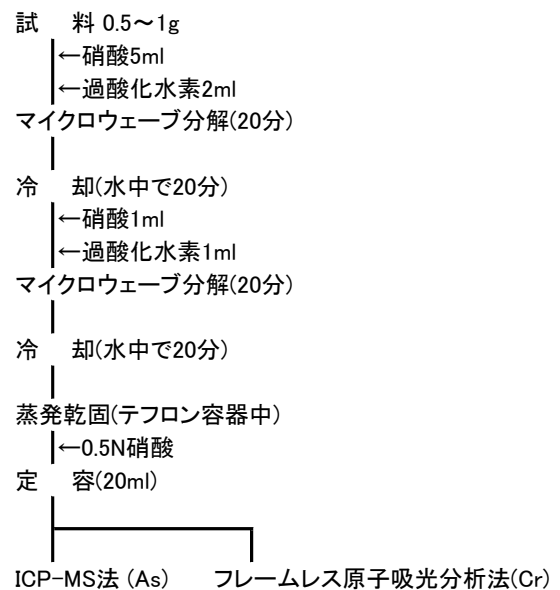 試　料 0.5～1g
←硝酸5ml
←過酸化水素2ml
マイクロウェーブ分解(20分)
冷　却(水中で20分)
←硝酸1ml
←過酸化水素1ml
マイクロウェーブ分解(20分)
冷　却(水中で20分)
蒸発乾固(テフロン容器中)
←0.5N硝酸
定　容(20ml)
ICP-MS法 (As)　フレームレス原子吸光分析法(Cr)